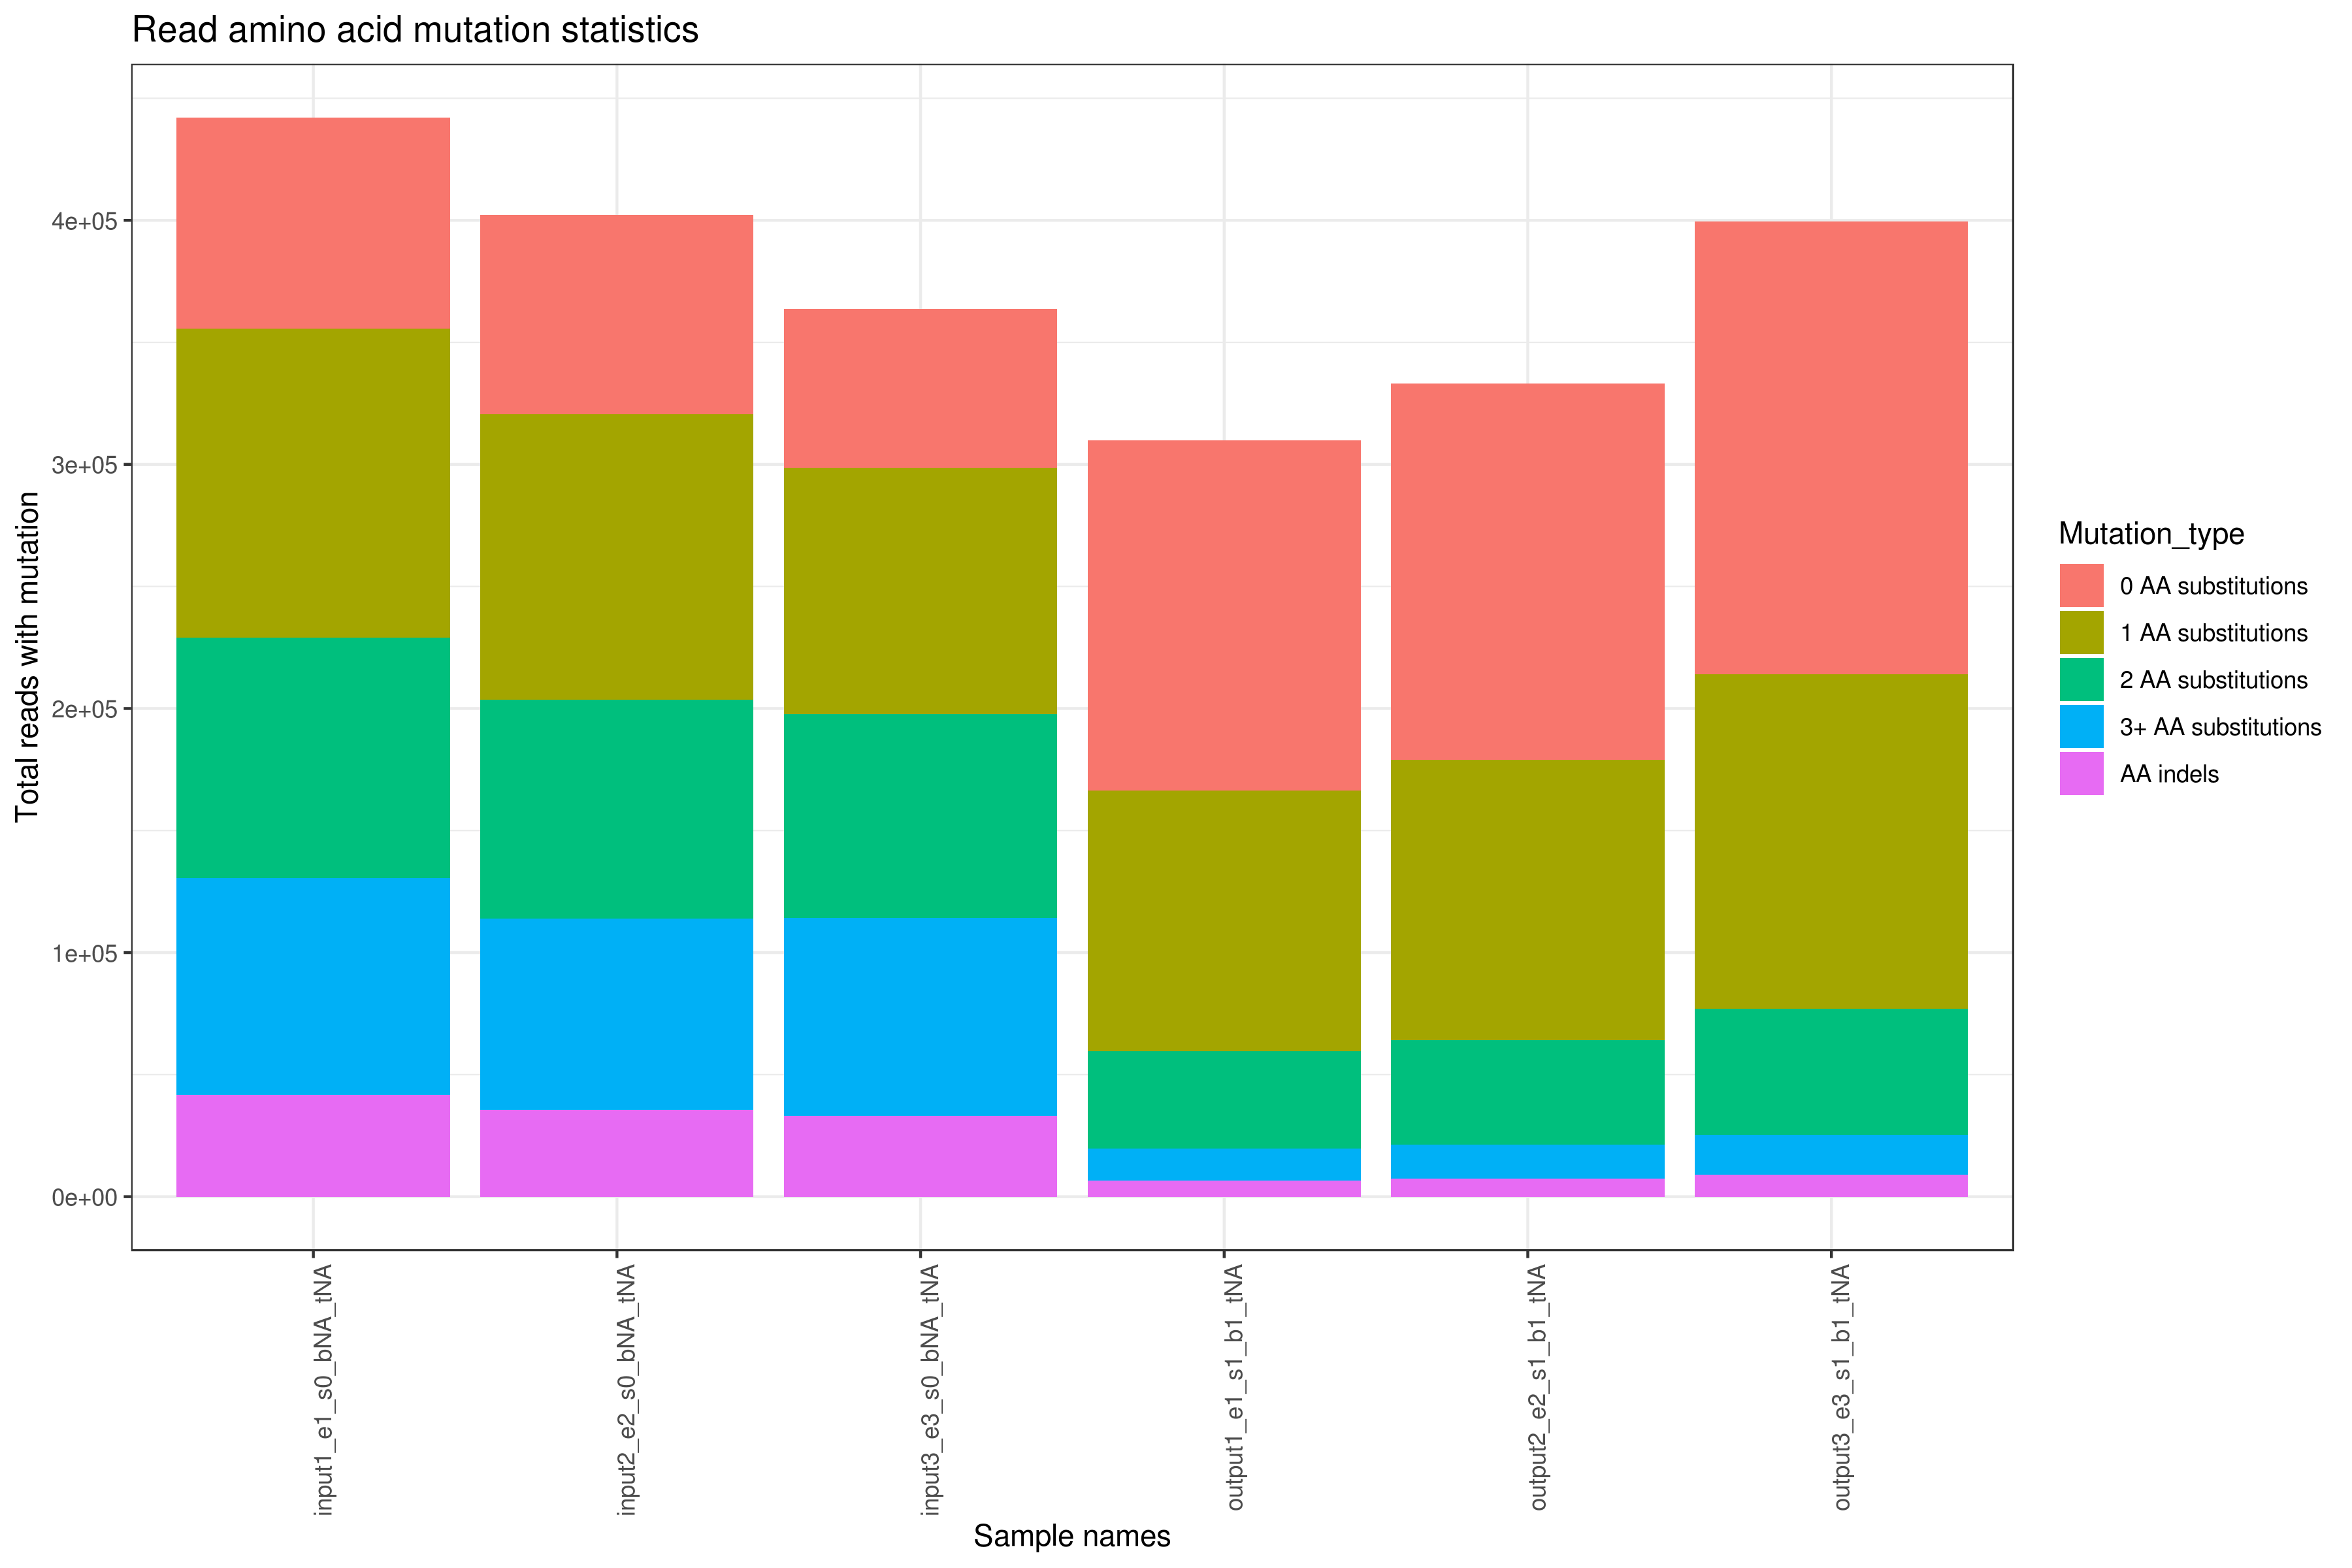 Read amino acid mutation statistics
Total reads with mutation
4e+05
3e+05
2e+05
1e+05
0e+00
input1_e1_s0_bNA_tNA
input2_e2_s0_bNA_tNA
input3_e3_s0_bNA_tNA
output1_e1_s1_b1_tNA
output2_e2_s1_b1_tNA
output3_e3_s1_b1_tNA
Sample names
Mutation_type
0 AA substitutions
1 AA substitutions
2 AA substitutions
3+ AA substitutions
AA indels